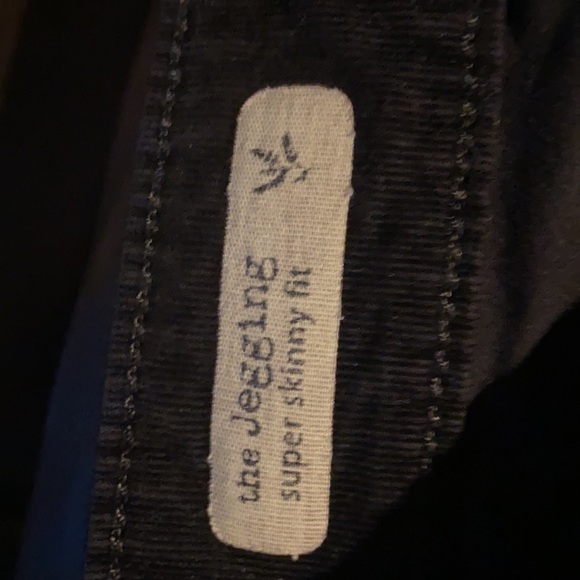 the Jegging
super skinny fit